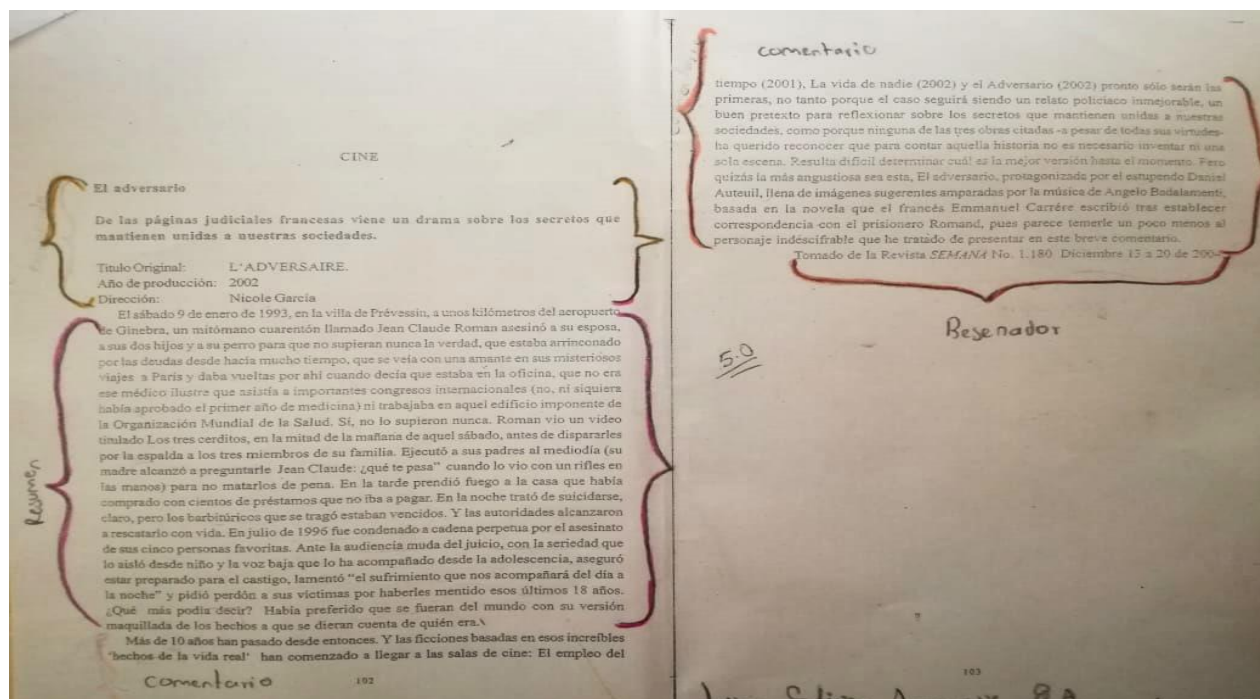 CINE
El adversario
De las páginas judiciales francesas viene un drama sobre los secretos que
mantienen unidas a nuestras sociedades.
Titulo Original: L'ADVERSAIRE.
Año de producción: 2002
Dirección: Nicole Garcia
El sábado 9 de enero de 1993, en la villa de Prévessin, a unos kilómetros del aeropuerto
de Ginebra, un mitómano cuarentón llamado Jean Claude Roman asesinó a su esposa,
a sus dos hijos y a su perro para que no supieran nunca la verdad, que estaba arrinconado
por las deudas desde hacía mucho tiempo, que se veía con una amante en sus misteriosos
viajes a Paris y daba vueltas por ahí cuando decía que estaba en la oficina, que no era
ese médico ilustre que asistía a importantes congresos internacionales (no, ni siquiera
había aprobado el primer año de medicina) ni trabajaba en aquel edificio imponente de
la Organización Mundial de la Salud. Sí, no lo supieron nunca. Roman vio un video
titulado Los tres cerditos, en la mitad de la mañana de aquel sábado, antes de dispararles
por la espalda a los tres miembros de su familia. Ejecutó a sus padres al mediodía (su
madre alcanzó a preguntarle Jean Claude: ¿qué te pasa" cuando lo vio con un rifles en
las manos) para no matarlos de pena. En la tarde prendió fuego a la casa que había
comprado con cientos de préstamos que no iba a pagar. En la noche trató de suicidarse,
claro, pero los barbitúricos que se tragó estaban vencidos. Y las autoridades alcanzaron
a rescatarlo con vida. En julio de 1996 fue condenado a cadena perpetua por el asesinato
de sus cinco personas favoritas. Ante la audiencia muda del juicio, con la seriedad que
lo aisló desde niño y la voz baja que lo ha acompañado desde la adolescencia, aseguró
estar preparado para el castigo, lamentó "el sufrimiento que nos acompañará del día a
la noche" y pidió perdón a sus víctimas por haberles mentido esos últimos 18 años.
¿Qué más podía decir? Había preferido que se fueran del mundo con su versión
maquillada de los hechos a que se dieran cuenta de quién era.
Más de 10 años han pasado desde entonces. Y las ficciones basadas en esos increíbles
'hechos de la vida real' han comenzado a llegar a las salas de cine: El empleo del
Resumen
Comentario
102
comentario
tiempo (2001), La vida de nadie (2002) y el Adversario (2002) pronto sólo serán las
primeras, no tanto porque el caso seguirá siendo un relato policiaco inmejorable, un
buen pretexto para reflexionar sobre los secretos que mantienen unidas a nuestras
sociedades, como porque ninguna de las tres obras citadas -a pesar de todas sus virtudes-
ha querido reconocer que para contar aquella historia no es necesario inventar ni una
sola escena. Resulta difícil determinar cuál es la mejor versión hasta el momento. Pero
quizás la más angustiosa sea esta, El adversario, protagonizada por el estupendo Daniel
Auteuil, llena de imágenes sugerentes amparadas por la música de Angelo Badalamenti,
basada en la novela que el francés Emmanuel Carrére escribió tras establecer
correspondencia con el prisionero Romand, pues parece temerle un poco menos al
personaje indescifrable que he tratado de presentar en este breve comentario.
Tomado de la Revista SEMANA No. 1.180 Diciembre 13 a 20 de
Resenador
5.0
103